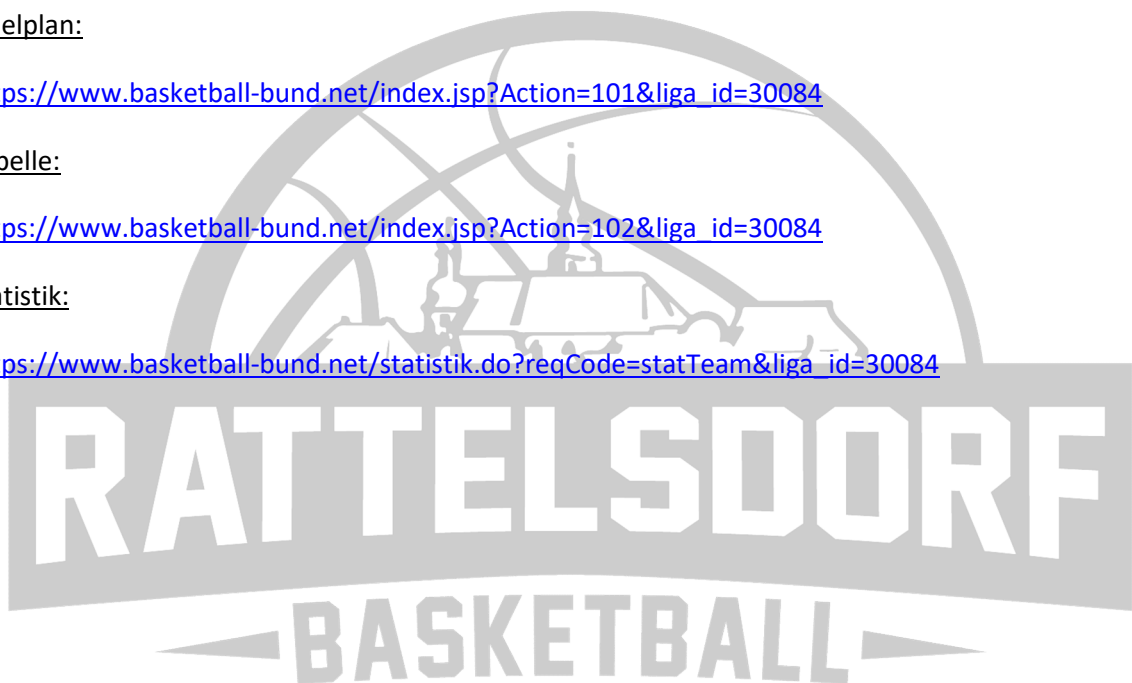 elplan:
ps://www.basketball-bund.net/index.jsp?Action=101&liga_id=30084
belle:
ps://www.basketball-bund.net/index.jsp?Action=102&liga_id=30084
tistik:
ps://www.basketball-bund.net/statistik.do?reqCode=statTeam&liga_id=30084
RATTELSDORF
BASKETBALL